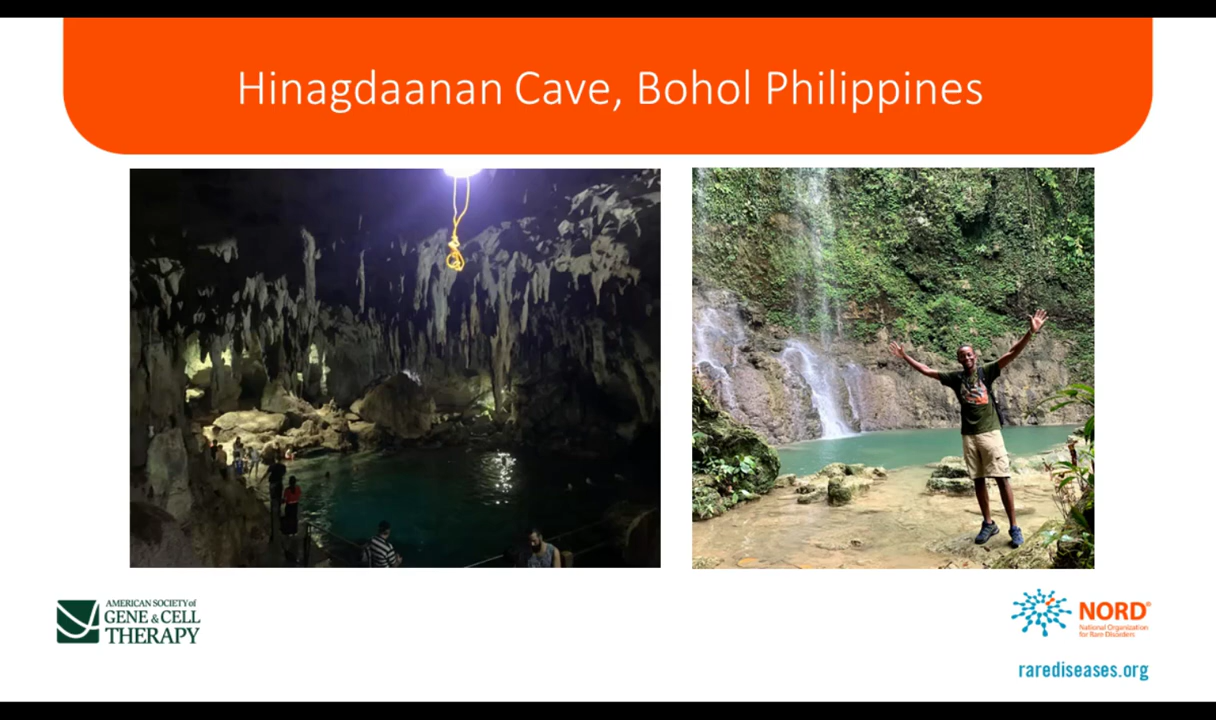 Hinagdaanan Cave, Bohol Philippines
AMERICAN SOCIETY of
GENE & CELL
THERAPY
NORD®
National Organization
for Rare Disorders
rarediseases.org